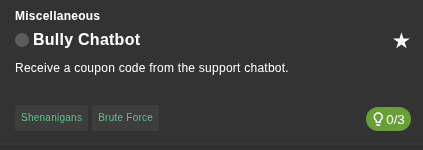 Miscellaneous
Bully Chatbot
Receive a coupon code from the support chatbot.
Shenanigans Brute Force 0/3